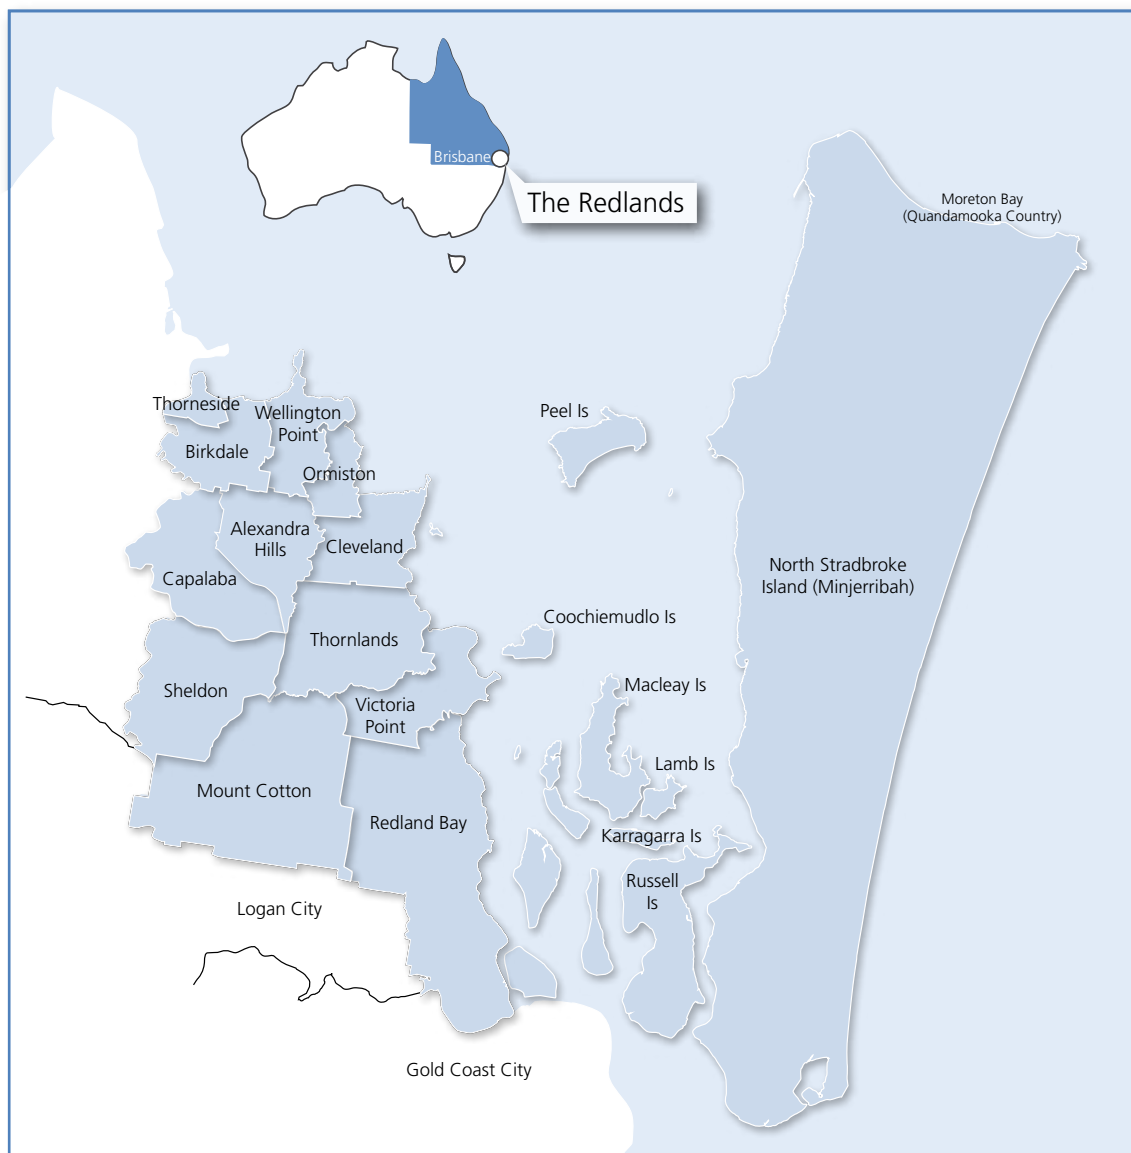 Brisbane
The Redlands
Moreton Bay
(Quandamooka Country)
Thorneside
Wellington
Point
Birkdale
Ormiston
Peel Is
Alexandra
Hills
Cleveland
Capalaba
North Stradbroke
Island (Minjerribah)
Coochiemudlo Is
Thornlands
Sheldon
Victoria
Point
Macleay Is
Lamb Is
Mount Cotton
Redland Bay
Karragarra Is
Russell
Is
Logan City
Gold Coast City